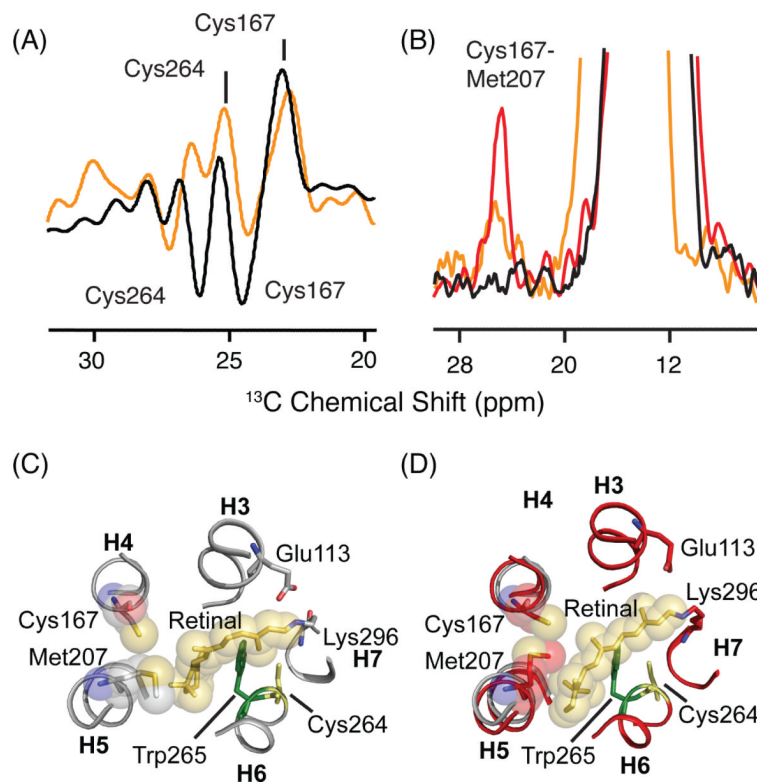 (A)
Cys167
Cys264
Cys264
Cys167
30 25 20
(B)
Cys167-
Met207
28 20 12
¹³C Chemical Shift (ppm)
(C)
H3
H4
Glu113
Cys167
Retinal
Lys296
Met207
H7
H5
Cys264
Trp265
H6
(D)
H3
H4
Glu113
Lys296
Retinal
Cys167
H7
Met207
Cys264
H5
Trp265
H6